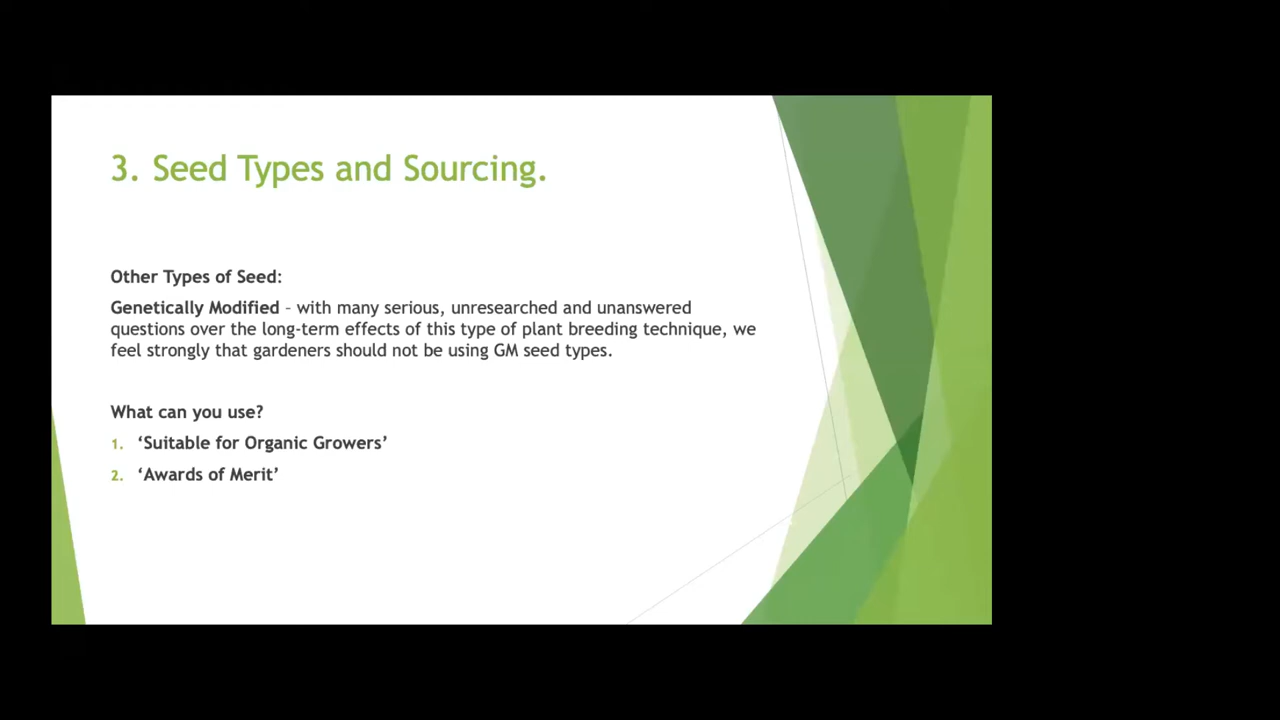 3. Seed Types and Sourcing.
Other Types of Seed:
Genetically Modified – with many serious, unresearched and unanswered
questions over the long-term effects of this type of plant breeding technique, we
feel strongly that gardeners should not be using GM seed types.
What can you use?
1. ‘Suitable for Organic Growers’
2. ‘Awards of Merit’